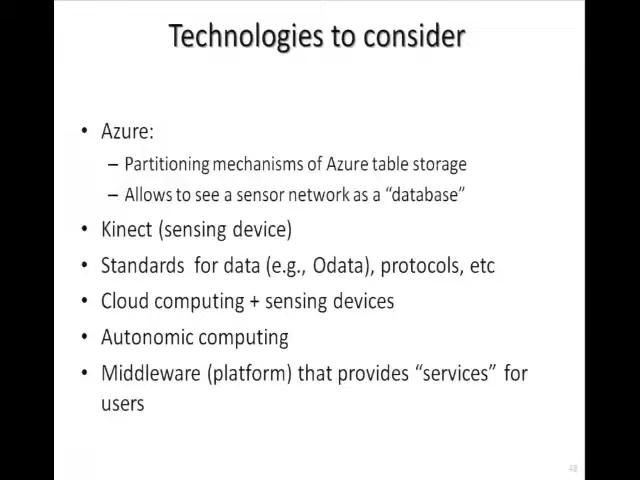 Technologies to consider
• Azure:
– Partitioning mechanisms of Azure table storage
– Allows to see a sensor network as a “database”
• Kinect (sensing device)
• Standards for data (e.g., Odata), protocols, etc
• Cloud computing + sensing devices
• Autonomic computing
• Middleware (platform) that provides “services” for
users
48